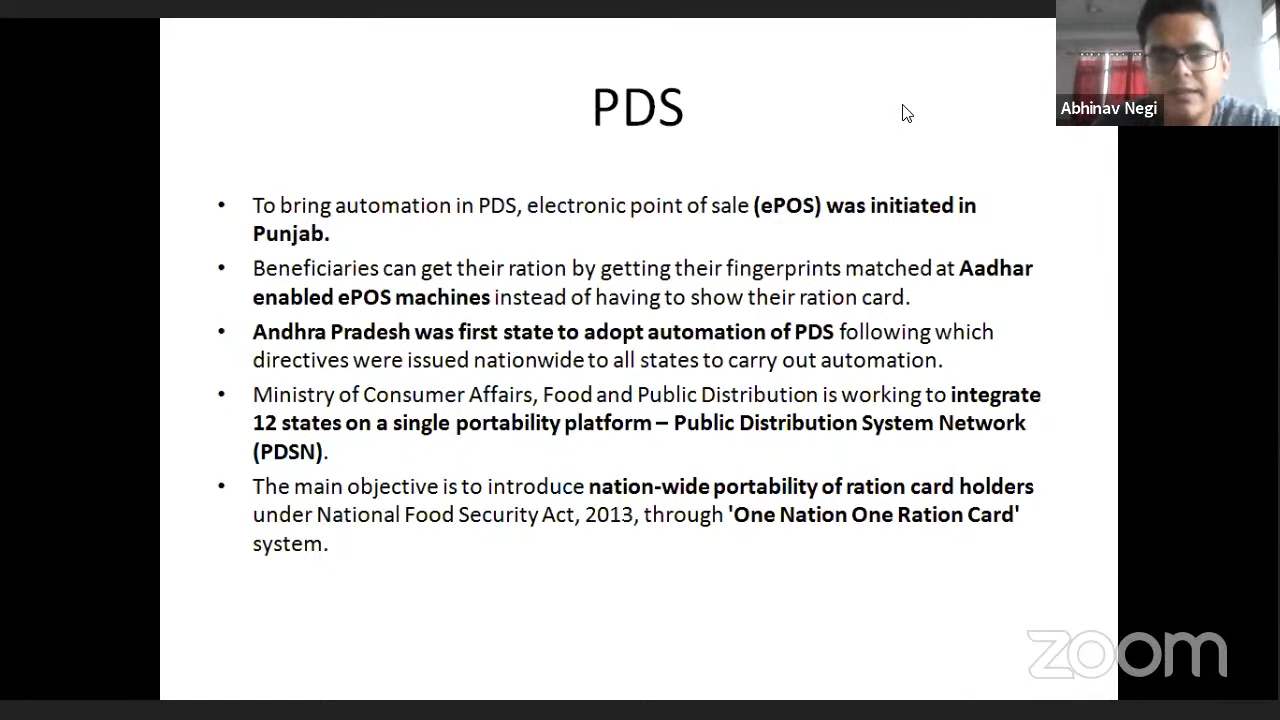 PDS
Abhinav Negi
• To bring automation in PDS, electronic point of sale (ePOS) was initiated in
Punjab.
• Beneficiaries can get their ration by getting their fingerprints matched at Aadhar
enabled ePOS machines instead of having to show their ration card.
• Andhra Pradesh was first state to adopt automation of PDS following which
directives were issued nationwide to all states to carry out automation.
• Ministry of Consumer Affairs, Food and Public Distribution is working to integrate
12 states on a single portability platform – Public Distribution System Network
(PDSN).
• The main objective is to introduce nation-wide portability of ration card holders
under National Food Security Act, 2013, through 'One Nation One Ration Card'
system.
zoom